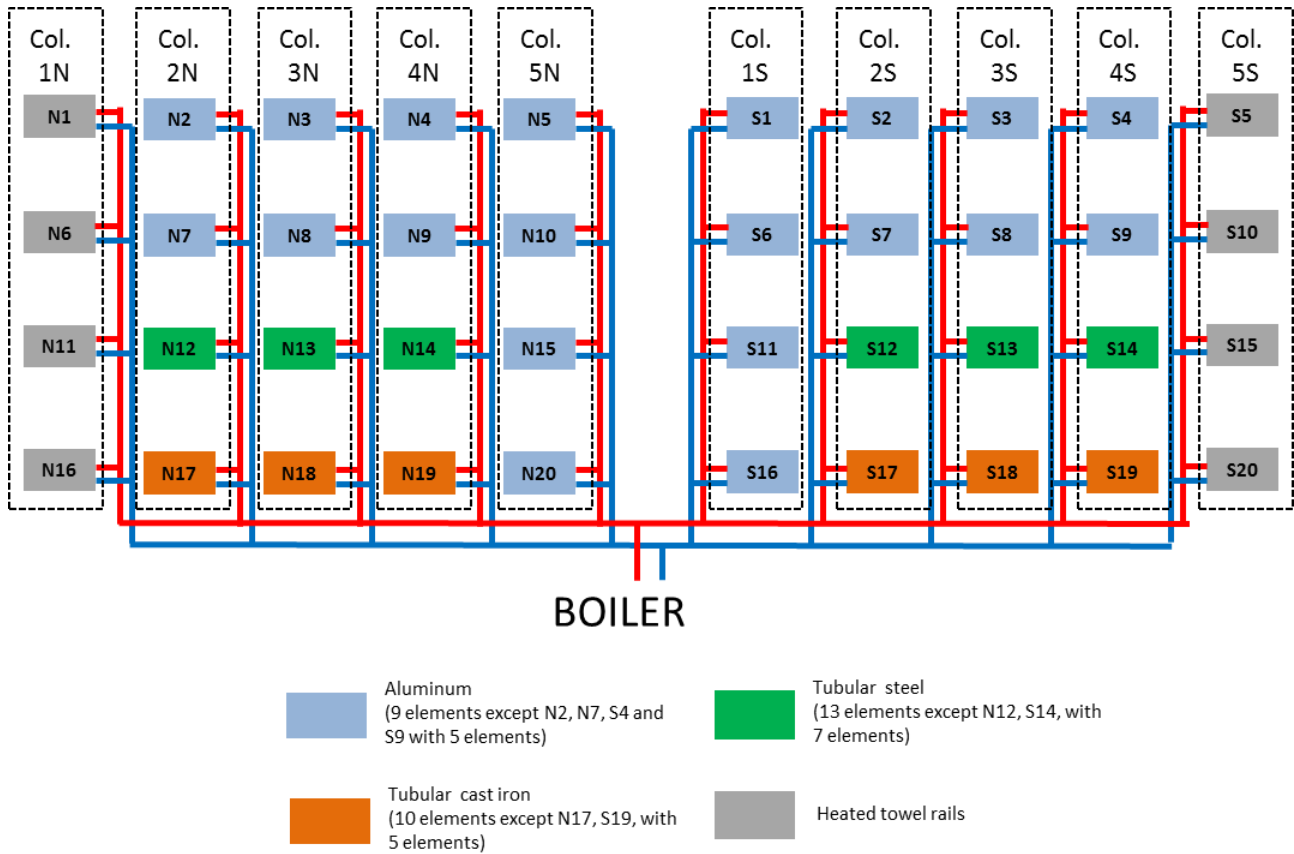 Col.
1N
Col.
2N
Col.
3N
Col.
4N
Col.
5N
Col.
1S
Col.
2S
Col.
3S
Col.
4S
Col.
5S
N1
N2
N3
N4
N5
S1
S2
S3
S4
S5
N6
N7
N8
N9
N10
S6
S7
S8
S9
S10
N11
N12
N13
N14
N15
S11
S12
S13
S14
S15
N16
N17
N18
N19
N20
S16
S17
S18
S19
S20
BOILER
Aluminum
(9 elements except N2, N7, S4 and
S9 with 5 elements)
Tubular steel
(13 elements except N12, S14, with
7 elements)
Tubular cast iron
(10 elements except N17, S19, with
5 elements)
Heated towel rails